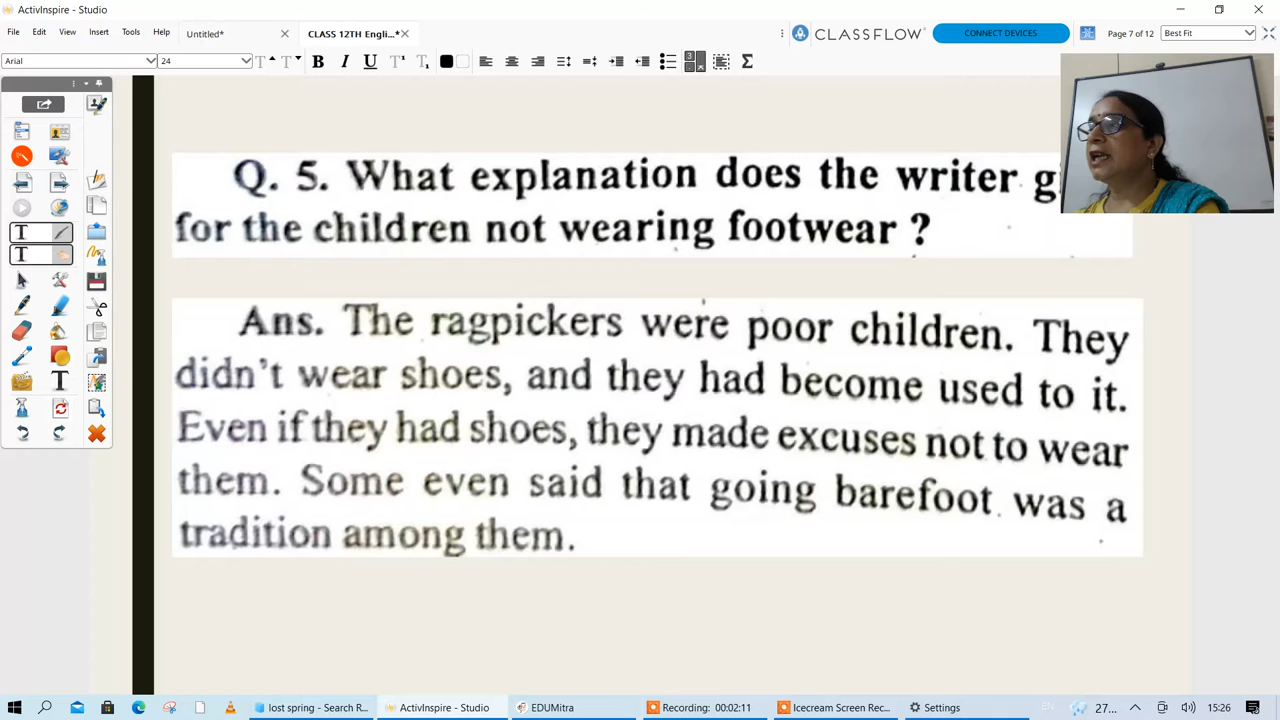 ActivInspire - Studio
File Edit View Insert Tools Help
Untitled*
CLASS 12TH Engli...*
CLASSFLOW
CONNECT DEVICES
Page 7 of 12
Best Fit
Arial
24
Q. 5. What explanation does the writer
for the children not wearing footwear ?
Ans. The ragpickers were poor children. They
didn't wear shoes, and they had become used to it.
Even if they had shoes, they made excuses not to wear
them. Some even said that going barefoot was a
tradition among them.
lost spring - Search R...
ActivInspire - Studio
EDUMitra
Recording: 00:02:11
Icecream Screen Rec...
Settings
27...
EN
15:26